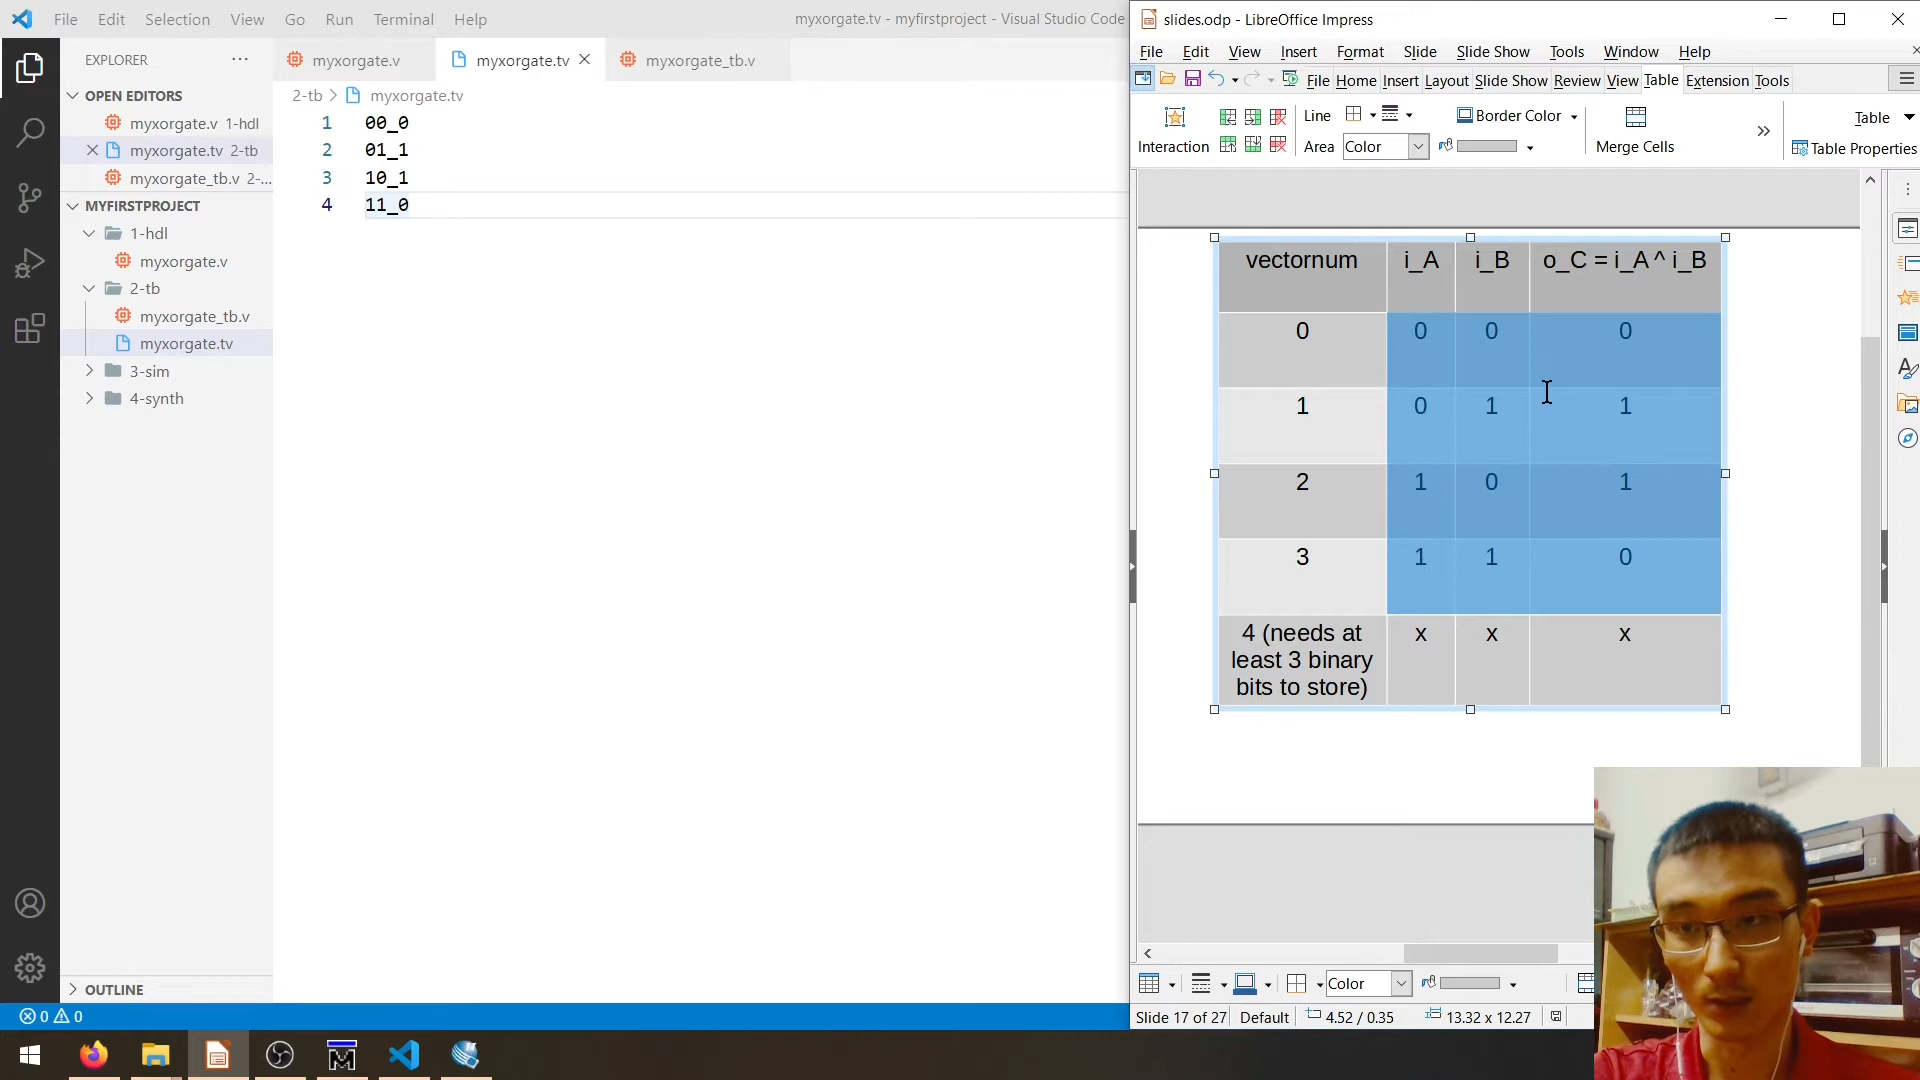 File Edit Selection View Go Run Terminal Help
myxorgate.tv - myfirstproject - Visual Studio Code
EXPLORER
OPEN EDITORS
myxorgate.v 1-hdl
myxorgate.tv 2-tb
myxorgate_tb.v 2-...
MYFIRSTPROJECT
1-hdl
myxorgate.v
2-tb
myxorgate_tb.v
myxorgate.tv
3-sim
4-synth
OUTLINE
0 0
myxorgate.v
myxorgate.tv
myxorgate_tb.v
2-tb > myxorgate.tv
1 00_0
2 01_1
3 10_1
4 11_0
slides.odp - LibreOffice Impress
File Edit View Insert Format Slide Slide Show Tools Window Help
File Home Insert Layout Slide Show Review View Table Extension Tools
Interaction
Line
Area Color
Border Color
Merge Cells
Table
Table Properties
vectornum i_A i_B o_C = i_A ^ i_B
0 0 0 0
1 0 1 1
2 1 0 1
3 1 1 0
4 (needs at
least 3 binary
bits to store)
x x x
Color
Slide 17 of 27 Default 4.52 / 0.35 13.32 x 12.27